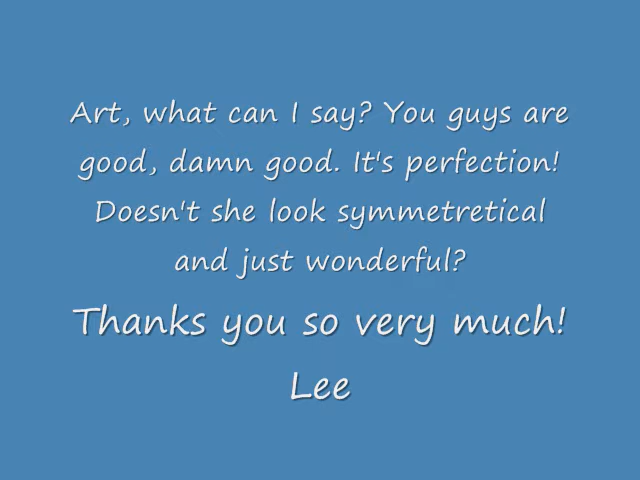 Art, what can I say? You guys are
good, damn good. It's perfection!
Doesn't she look symmetretical
and just wonderful?
Thanks you so very much!
Lee